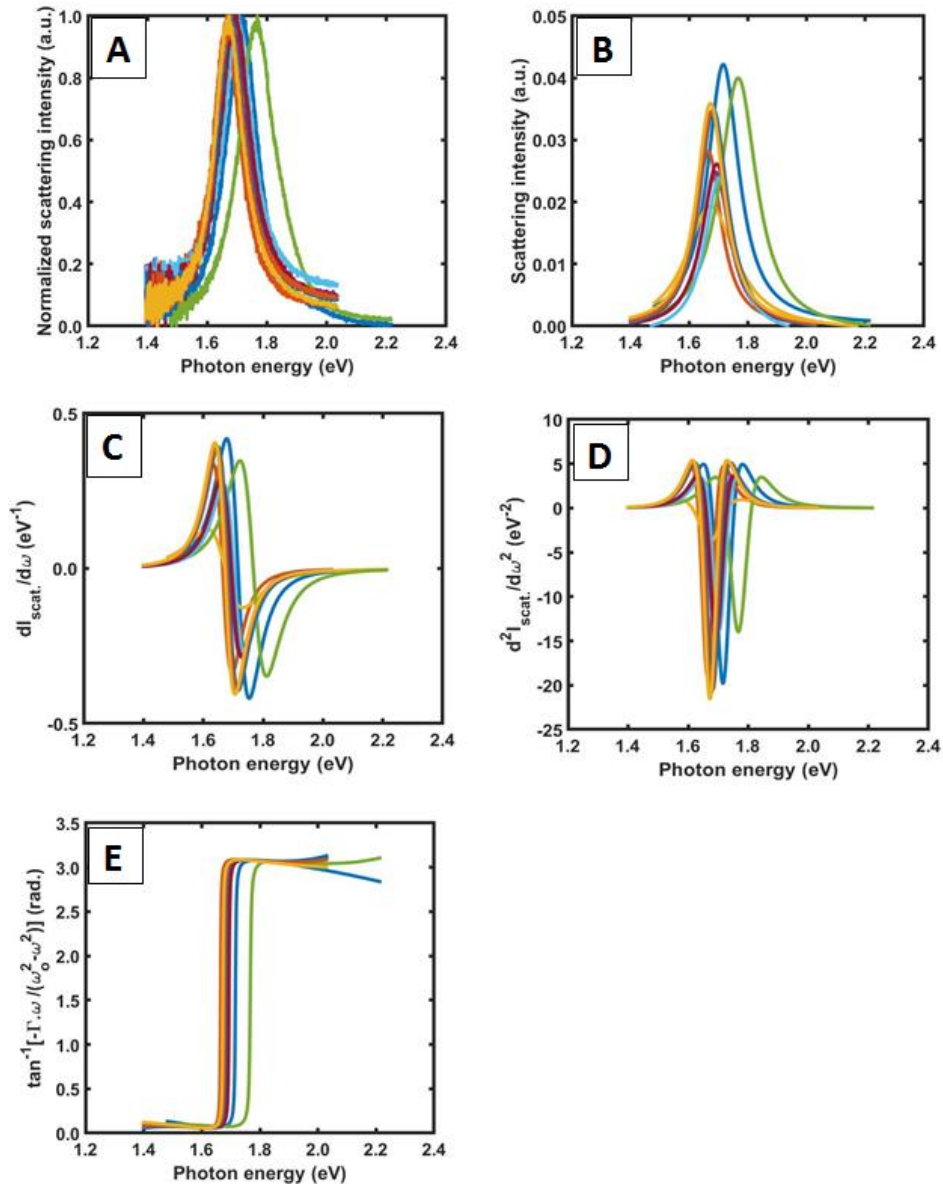 A
Normalized scattering intensity (a.u.)
1.0
0.8
0.6
0.4
0.2
0.0
1.2 1.4 1.6 1.8 2.0 2.2 2.4
Photon energy (eV)
B
Scattering intensity (a.u.)
0.05
0.04
0.03
0.02
0.01
0.00
1.2 1.4 1.6 1.8 2.0 2.2 2.4
Photon energy (eV)
C
dI_scat./dω (eV⁻¹)
0.5
0.0
-0.5
1.2 1.4 1.6 1.8 2.0 2.2 2.4
Photon energy (eV)
D
d²I_scat./dω² (eV⁻²)
10
5
0
-5
-10
-15
-20
-25
1.2 1.4 1.6 1.8 2.0 2.2 2.4
Photon energy (eV)
E
tan⁻¹[-Γ.ω /(ω_o²-ω²)] (rad.)
3.5
3.0
2.5
2.0
1.5
1.0
0.5
0.0
1.2 1.4 1.6 1.8 2.0 2.2 2.4
Photon energy (eV)